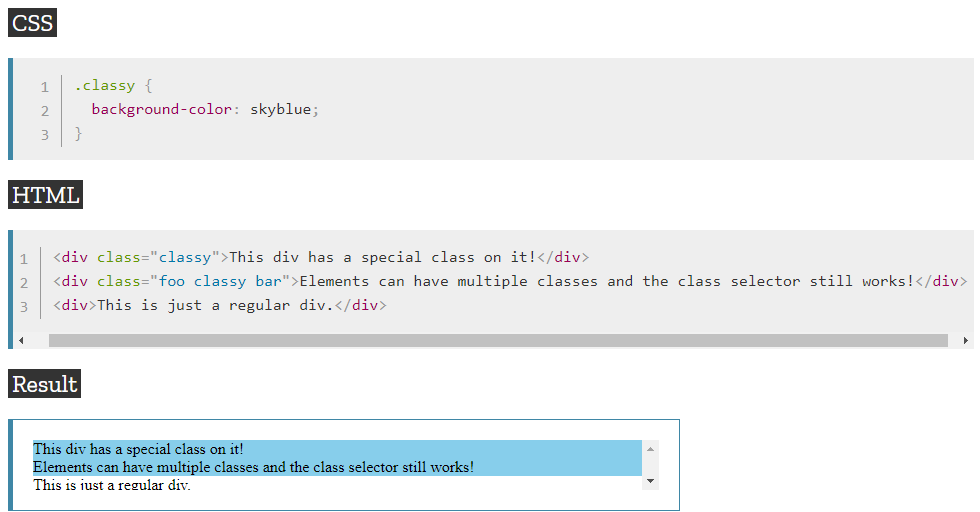 CSS
1 .classy {
2   background-color: skyblue;
3 }
HTML
1 <div class="classy">This div has a special class on it!</div>
2 <div class="foo classy bar">Elements can have multiple classes and the class selector still works!</div>
3 <div>This is just a regular div.</div>
Result
This div has a special class on it!
Elements can have multiple classes and the class selector still works!
This is just a regular div.